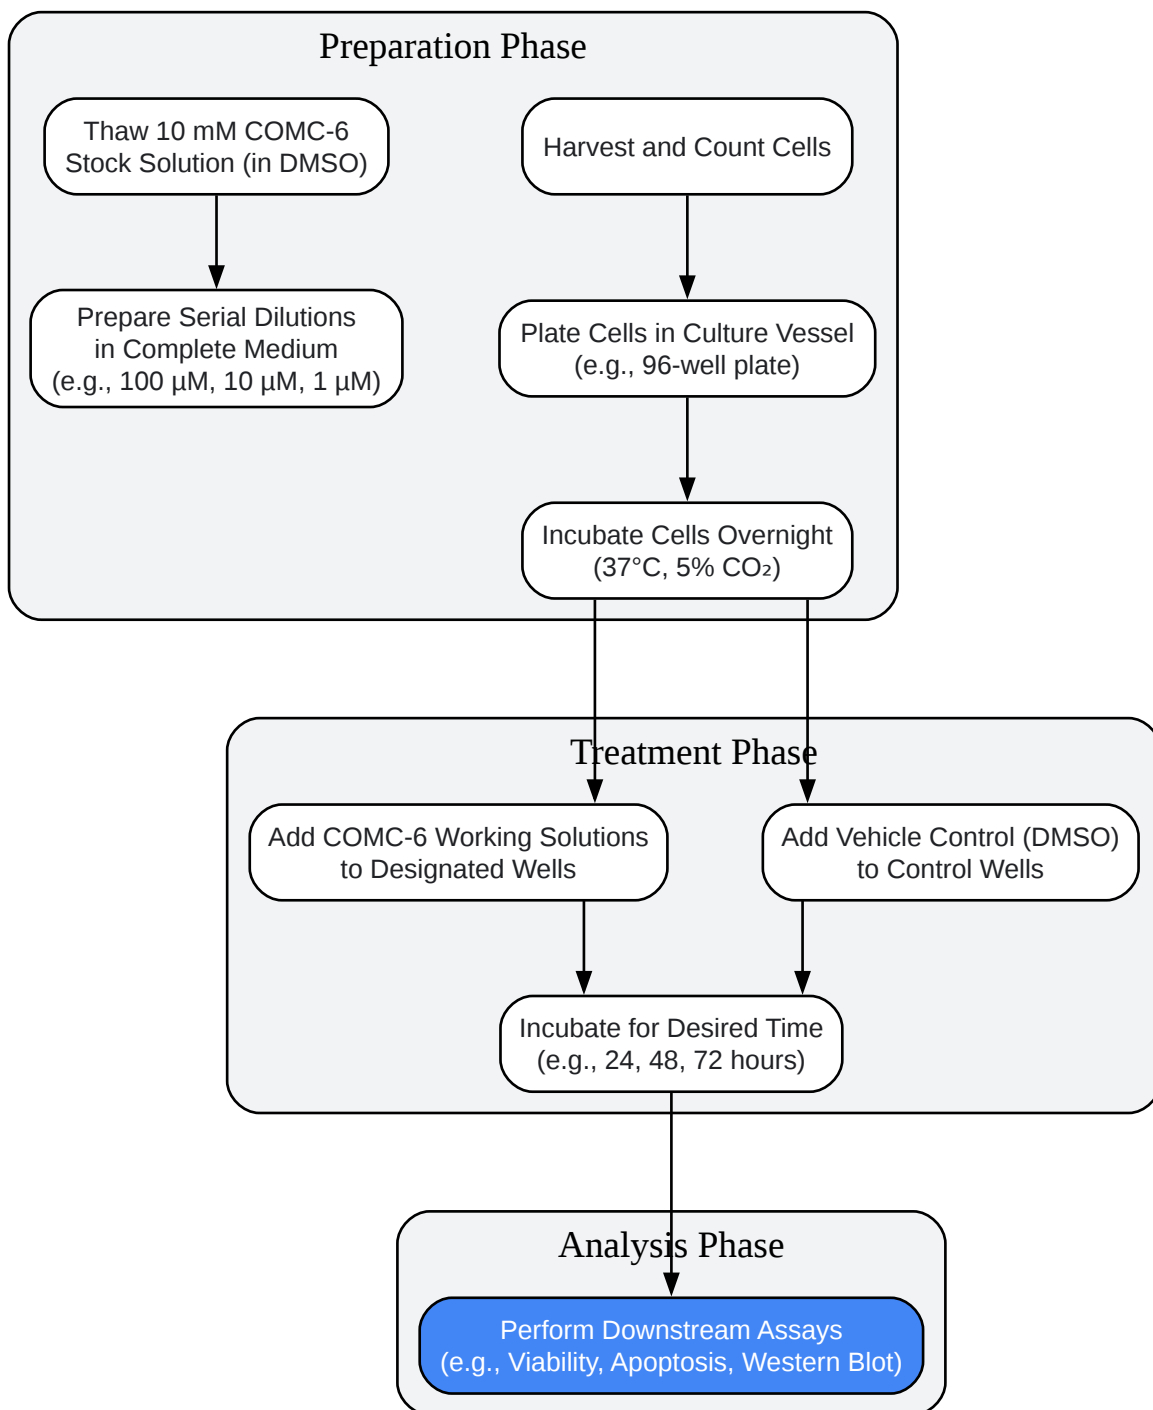 Preparation Phase
Thaw 10 mM COMC-6
Stock Solution (in DMSO)
Harvest and Count Cells
Prepare Serial Dilutions
in Complete Medium
(e.g., 100 µM, 10 µM, 1 µM)
Plate Cells in Culture Vessel
(e.g., 96-well plate)
Incubate Cells Overnight
(37°C, 5% CO₂)
Treatment Phase
Add COMC-6 Working Solutions
to Designated Wells
Add Vehicle Control (DMSO)
to Control Wells
Incubate for Desired Time
(e.g., 24, 48, 72 hours)
Analysis Phase
Perform Downstream Assays
(e.g., Viability, Apoptosis, Western Blot)